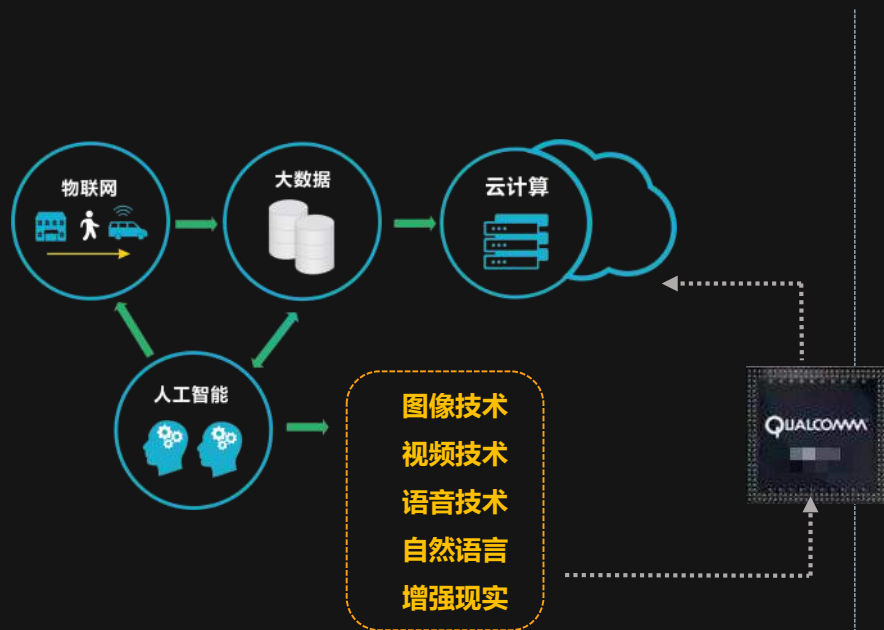 物联网
大数据
云计算
人工智能
图像技术
视频技术
语音技术
自然语言
增强现实
QUALCOMM